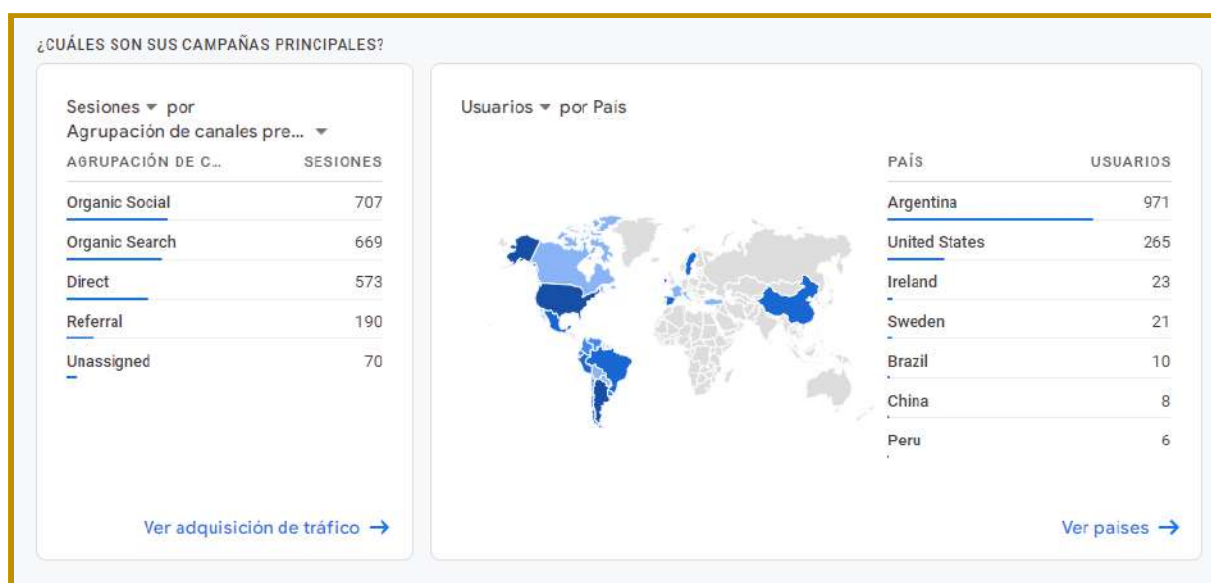 ¿CUÁLES SON SUS CAMPAÑAS PRINCIPALES?
Sesiones por
Agrupación de canales pre...
AGRUPACIÓN DE C... SESIONES
Organic Social 707
Organic Search 669
Direct 573
Referral 190
Unassigned 70
Ver adquisición de tráfico →
Usuarios por País
PAÍS USUARIOS
Argentina 971
United States 265
Ireland 23
Sweden 21
Brazil 10
China 8
Peru 6
Ver países →